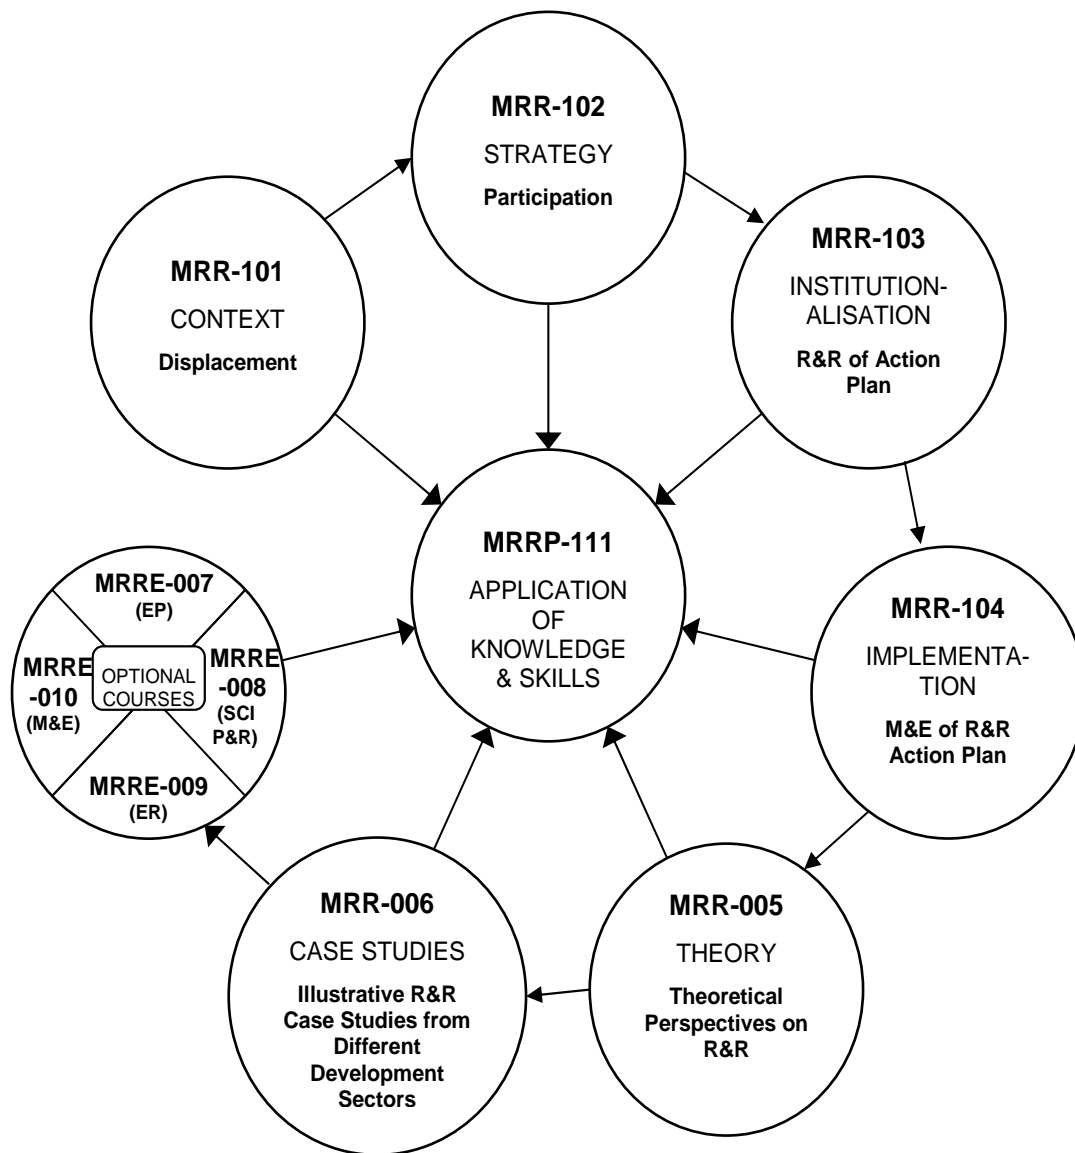 MRR-102
STRATEGY
Participation
MRR-101
CONTEXT
Displacement
MRR-103
INSTITUTION-
ALISATION
R&R of Action
Plan
MRRP-111
APPLICATION
OF
KNOWLEDGE
& SKILLS
MRR-104
IMPLEMENTA-
TION
M&E of R&R
Action Plan
MRR-005
THEORY
Theoretical
Perspectives on
R&R
MRR-006
CASE STUDIES
Illustrative R&R
Case Studies from
Different
Development
Sectors
MRRE-007
(EP)
MRRE
-010
(M&E)
OPTIONAL
COURSES
MRRE
-008
(SCI
P&R)
MRRE-009
(ER)